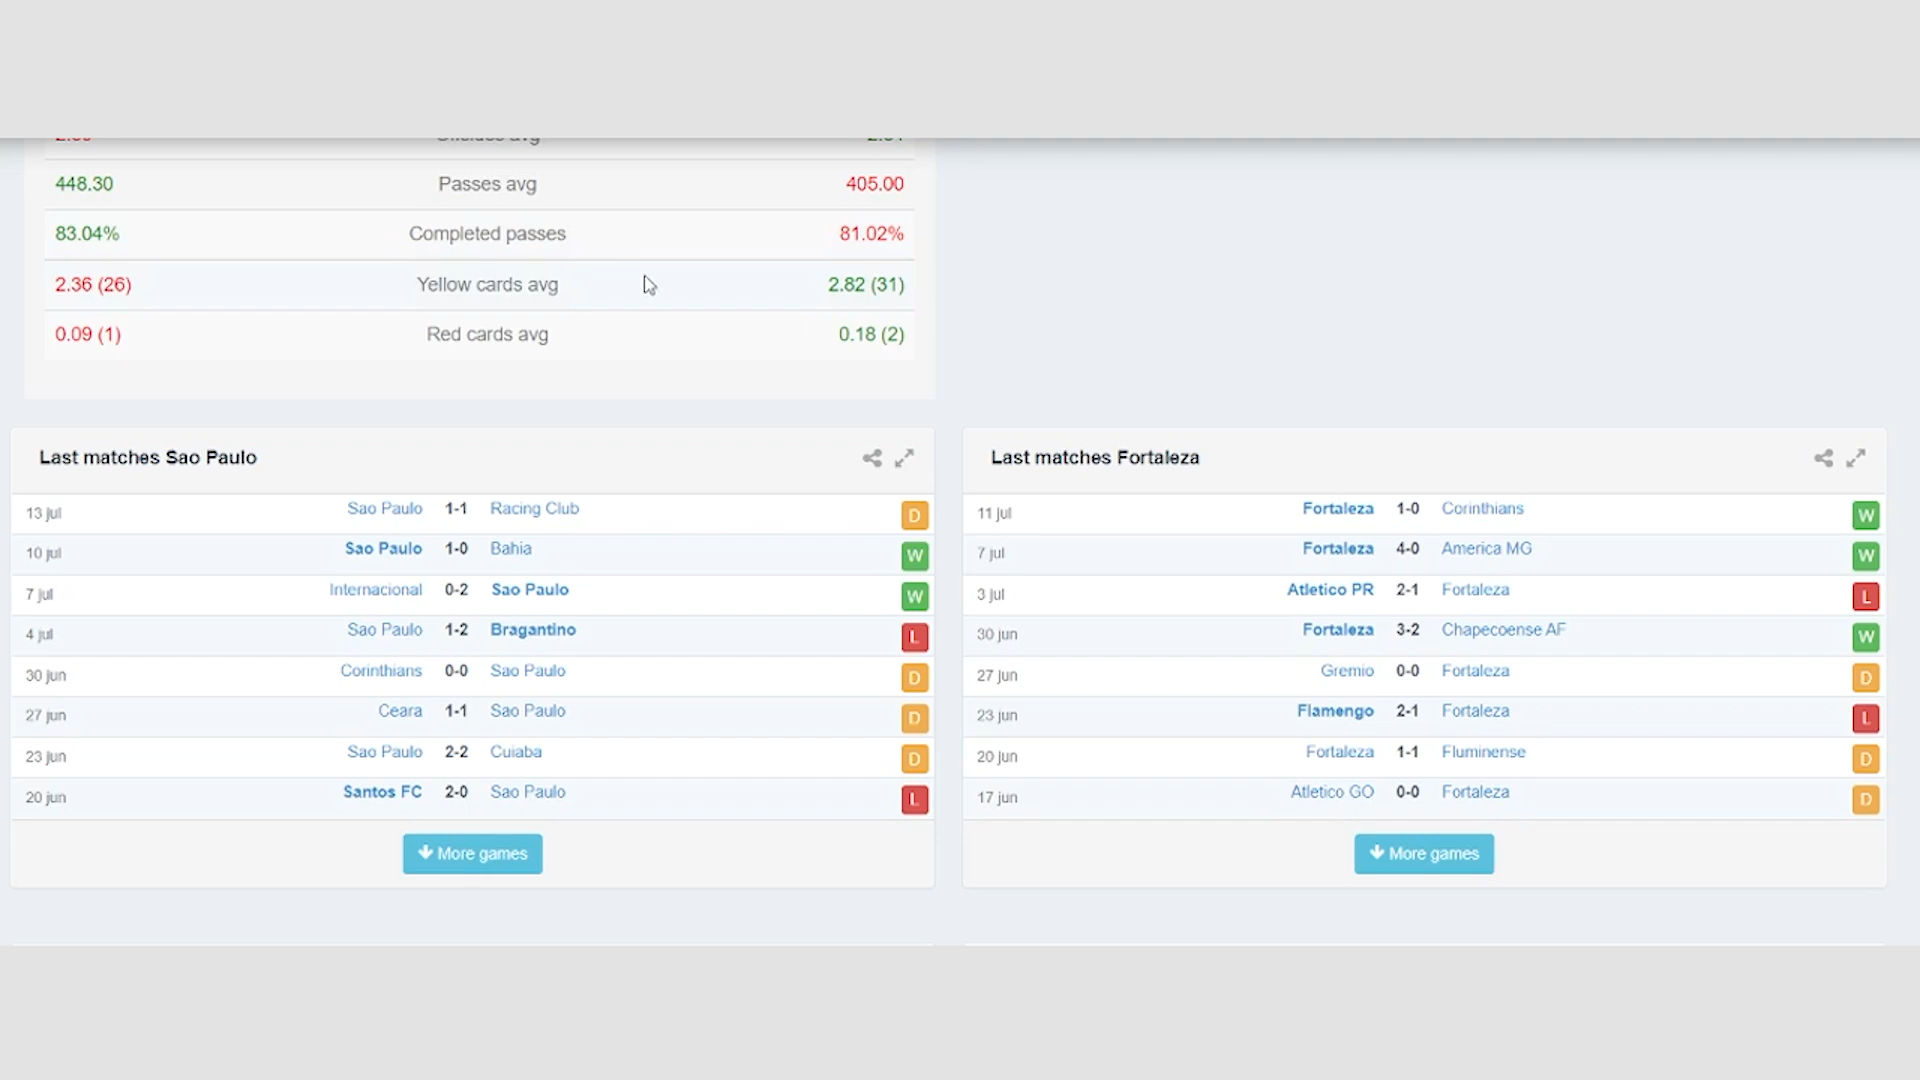 448.30 Passes avg 405.00
83.04% Completed passes 81.02%
2.36 (26) Yellow cards avg 2.82 (31)
0.09 (1) Red cards avg 0.18 (2)
Last matches Sao Paulo
13 jul Sao Paulo 1-1 Racing Club D
10 jul Sao Paulo 1-0 Bahia W
7 jul Internacional 0-2 Sao Paulo W
4 jul Sao Paulo 1-2 Bragantino L
30 jun Corinthians 0-0 Sao Paulo D
27 jun Ceara 1-1 Sao Paulo D
23 jun Sao Paulo 2-2 Cuiaba D
20 jun Santos FC 2-0 Sao Paulo L
More games
Last matches Fortaleza
11 jul Fortaleza 1-0 Corinthians W
7 jul Fortaleza 4-0 America MG W
3 jul Atletico PR 2-1 Fortaleza L
30 jun Fortaleza 3-2 Chapecoense AF W
27 jun Gremio 0-0 Fortaleza D
23 jun Flamengo 2-1 Fortaleza L
20 jun Fortaleza 1-1 Fluminense D
17 jun Atletico GO 0-0 Fortaleza D
More games